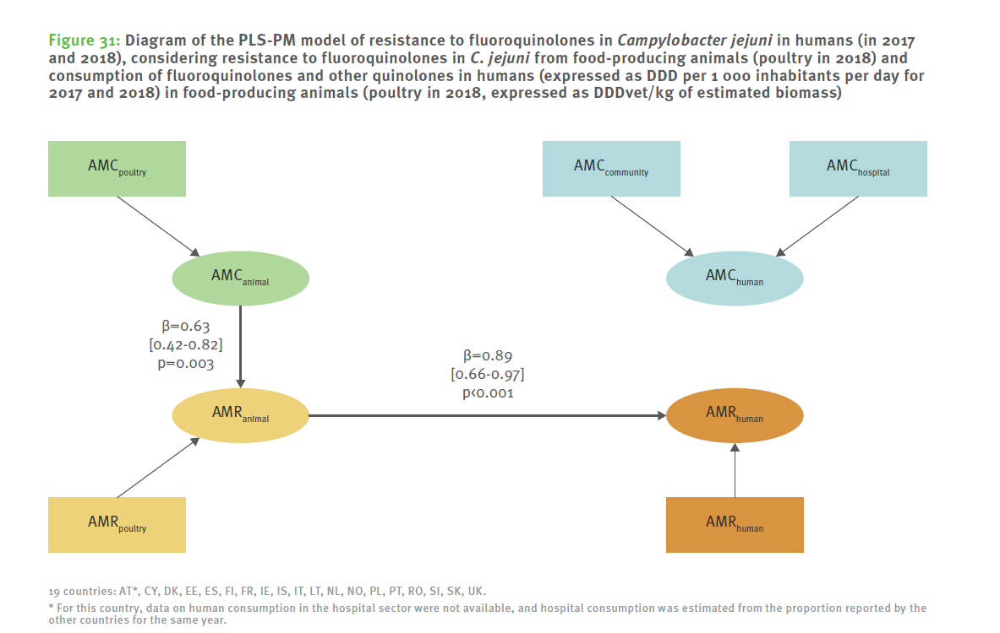 Figure 31: Diagram of the PLS-PM model of resistance to fluoroquinolones in Campylobacter jejuni in humans (in 2017
and 2018), considering resistance to fluoroquinolones in C. jejuni from food-producing animals (poultry in 2018) and
consumption of fluoroquinolones and other quinolones in humans (expressed as DDD per 1 000 inhabitants per day for
2017 and 2018) in food-producing animals (poultry in 2018, expressed as DDDvet/kg of estimated biomass)
AMCpoultry
AMCcommunity
AMChospital
AMCanimal
AMChuman
β=0.63
[0.42-0.82]
p=0.003
β=0.89
[0.66-0.97]
p<0.001
AMRanimal
AMRhuman
AMRpoultry
AMRhuman
19 countries: AT*, CY, DK, EE, ES, FI, FR, IE, IS, IT, LT, NL, NO, PL, PT, RO, SI, SK, UK.
* For this country, data on human consumption in the hospital sector were not available, and hospital consumption was estimated from the proportion reported by the
other countries for the same year.